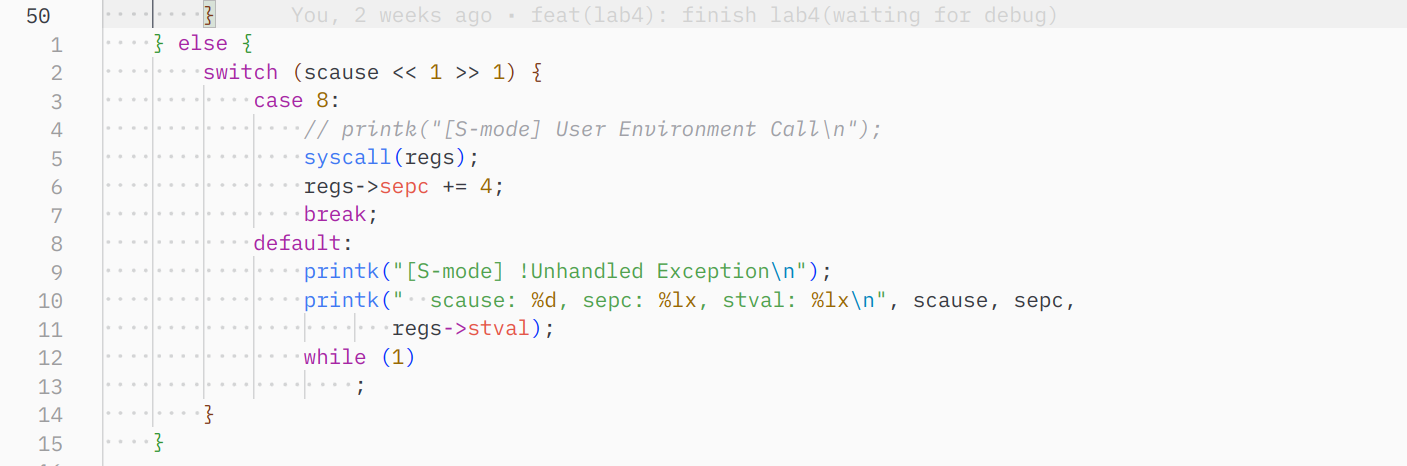 50 } You, 2 weeks ago • feat(lab4): finish lab4(waiting for debug)
1 } else {
2 switch (scause << 1 >> 1) {
3 case 8:
4 // printk("[S-mode] User Environment Call\n");
5 syscall(regs);
6 regs->sepc += 4;
7 break;
8 default:
9 printk("[S-mode] !Unhandled Exception\n");
10 printk("  scause: %d, sepc: %lx, stval: %lx\n", scause, sepc,
11 regs->stval);
12 while (1)
13 ;
14 }
15 }